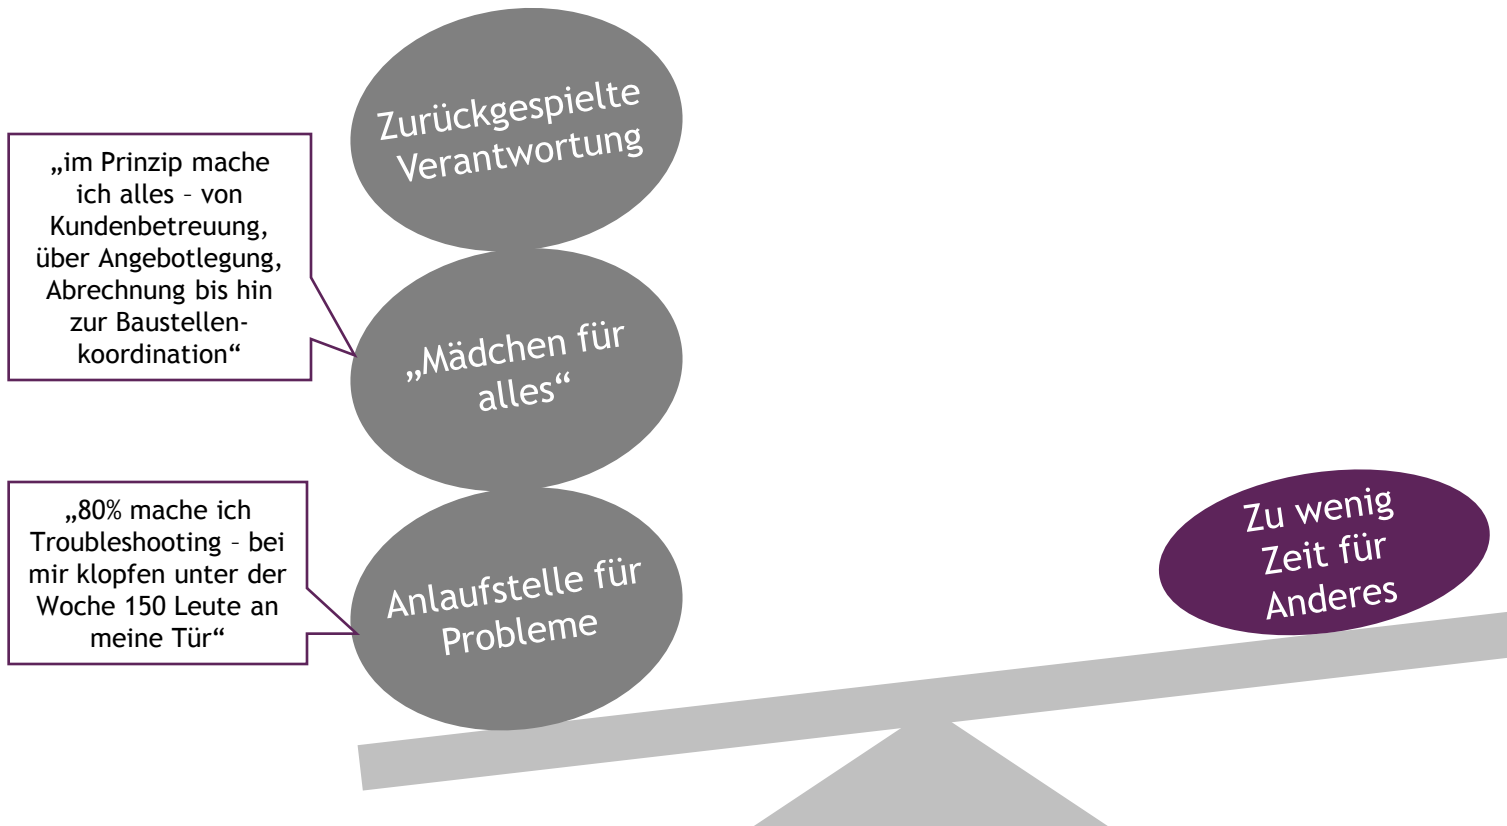 Zurückgespielte
Verantwortung
„im Prinzip mache
ich alles – von
Kundenbetreuung,
über Angebotlegung,
Abrechnung bis hin
zur Baustellen-
koordination“
„Mädchen für
alles“
„80% mache ich
Troubleshooting – bei
mir klopfen unter der
Woche 150 Leute an
meine Tür“
Anlaufstelle für
Probleme
Zu wenig
Zeit für
Anderes